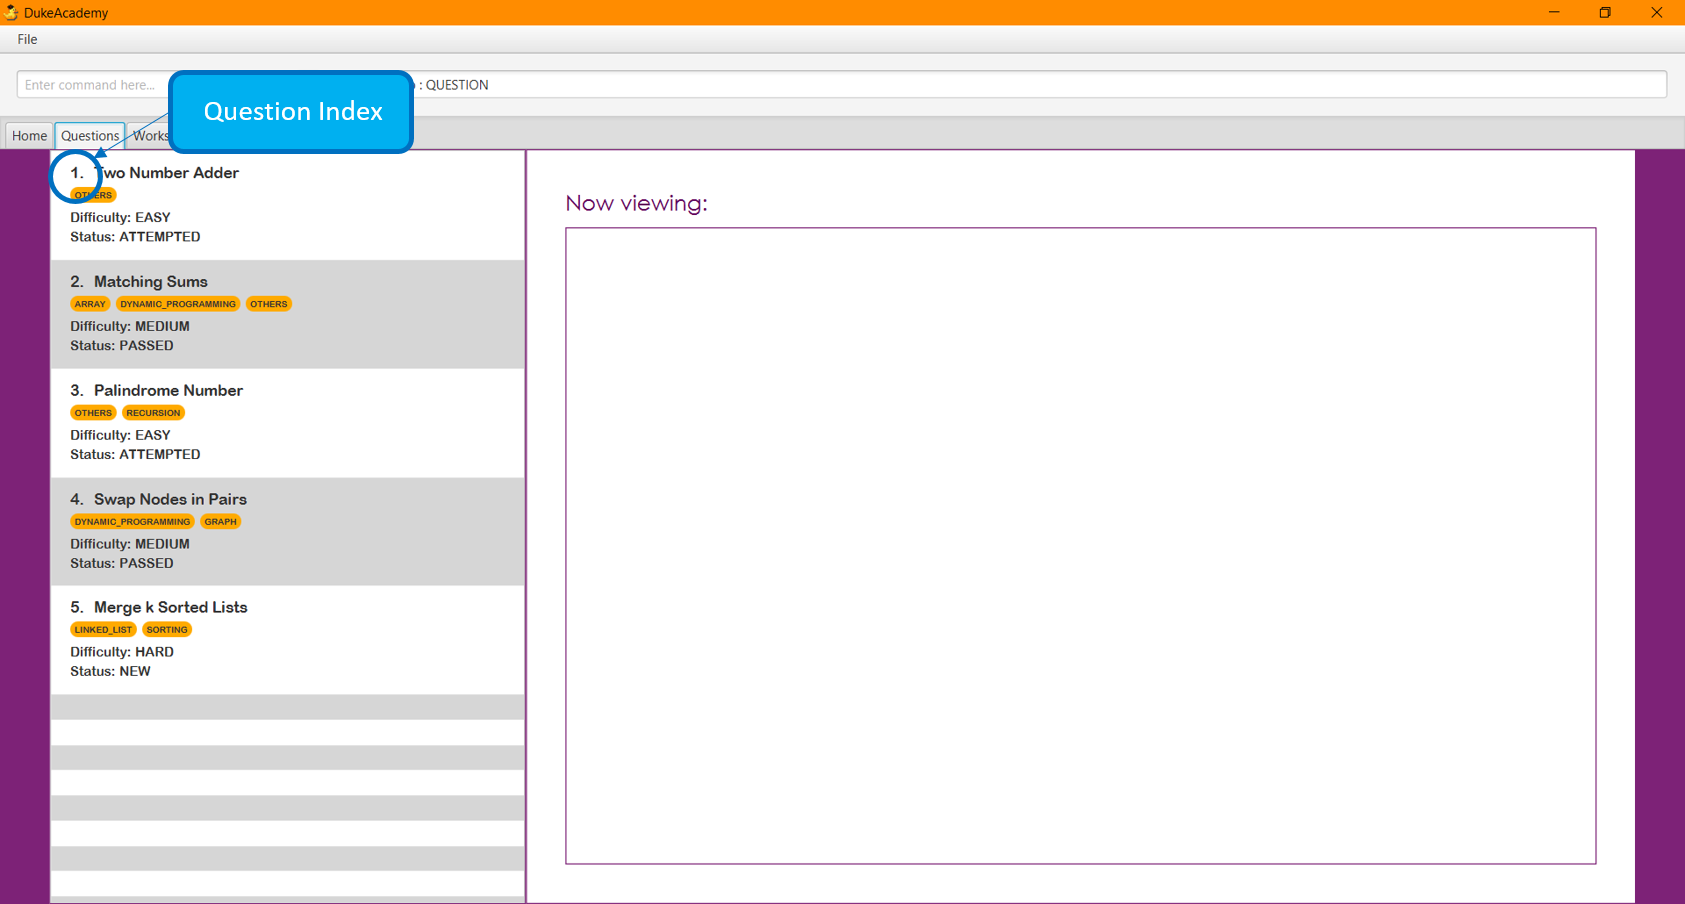 DukeAcademy
File
Enter command here...
: QUESTION
Question Index
Home
Questions
Works
1. Two Number Adder
OTHERS
Difficulty: EASY
Status: ATTEMPTED
2. Matching Sums
ARRAY DYNAMIC_PROGRAMMING OTHERS
Difficulty: MEDIUM
Status: PASSED
3. Palindrome Number
OTHERS RECURSION
Difficulty: EASY
Status: ATTEMPTED
4. Swap Nodes in Pairs
DYNAMIC_PROGRAMMING GRAPH
Difficulty: MEDIUM
Status: PASSED
5. Merge k Sorted Lists
LINKED_LIST SORTING
Difficulty: HARD
Status: NEW
Now viewing: